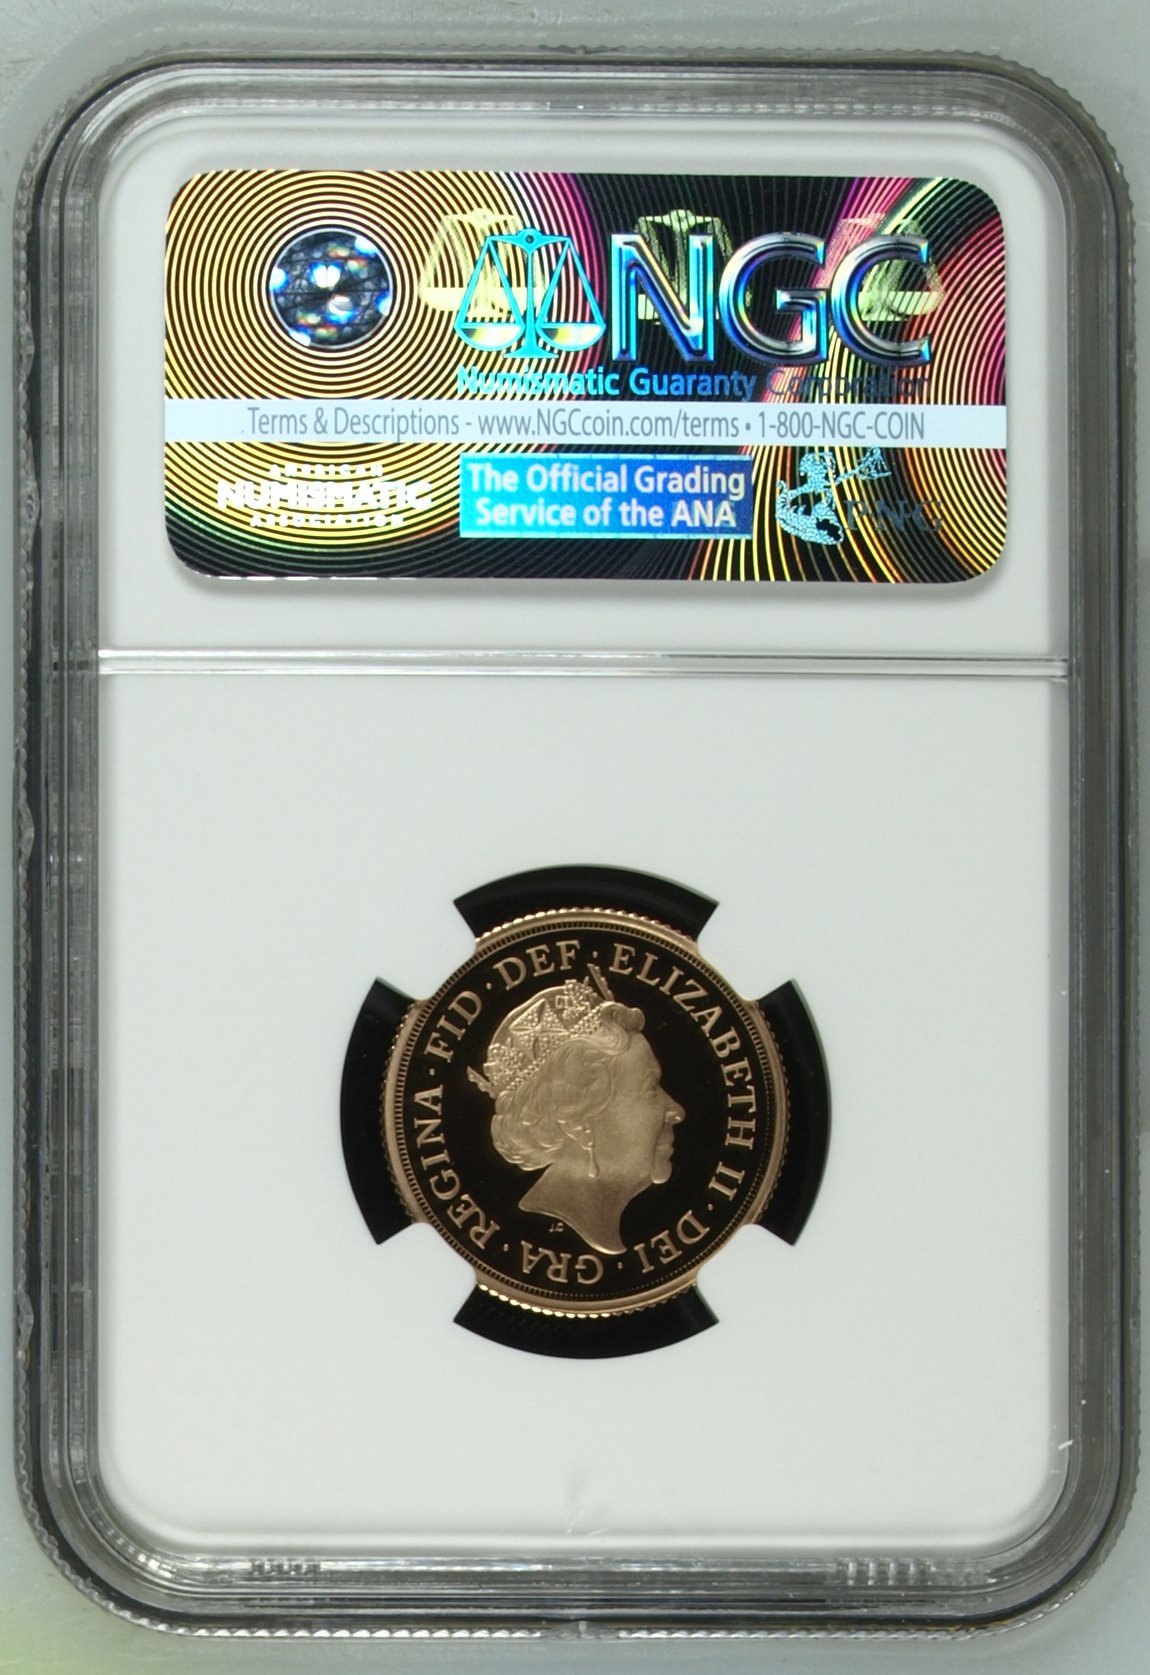 NGC
Numismatic Guaranty Corporation
Terms & Descriptions - www.NGCcoin.com/terms • 1-800-NGC-COIN
AMERICAN
NUMISMATIC
ASSOCIATION
The Official Grading
Service of the ANA
PNG
ELIZABETH II · DEI · GRA · REGINA · FID · DEF ·